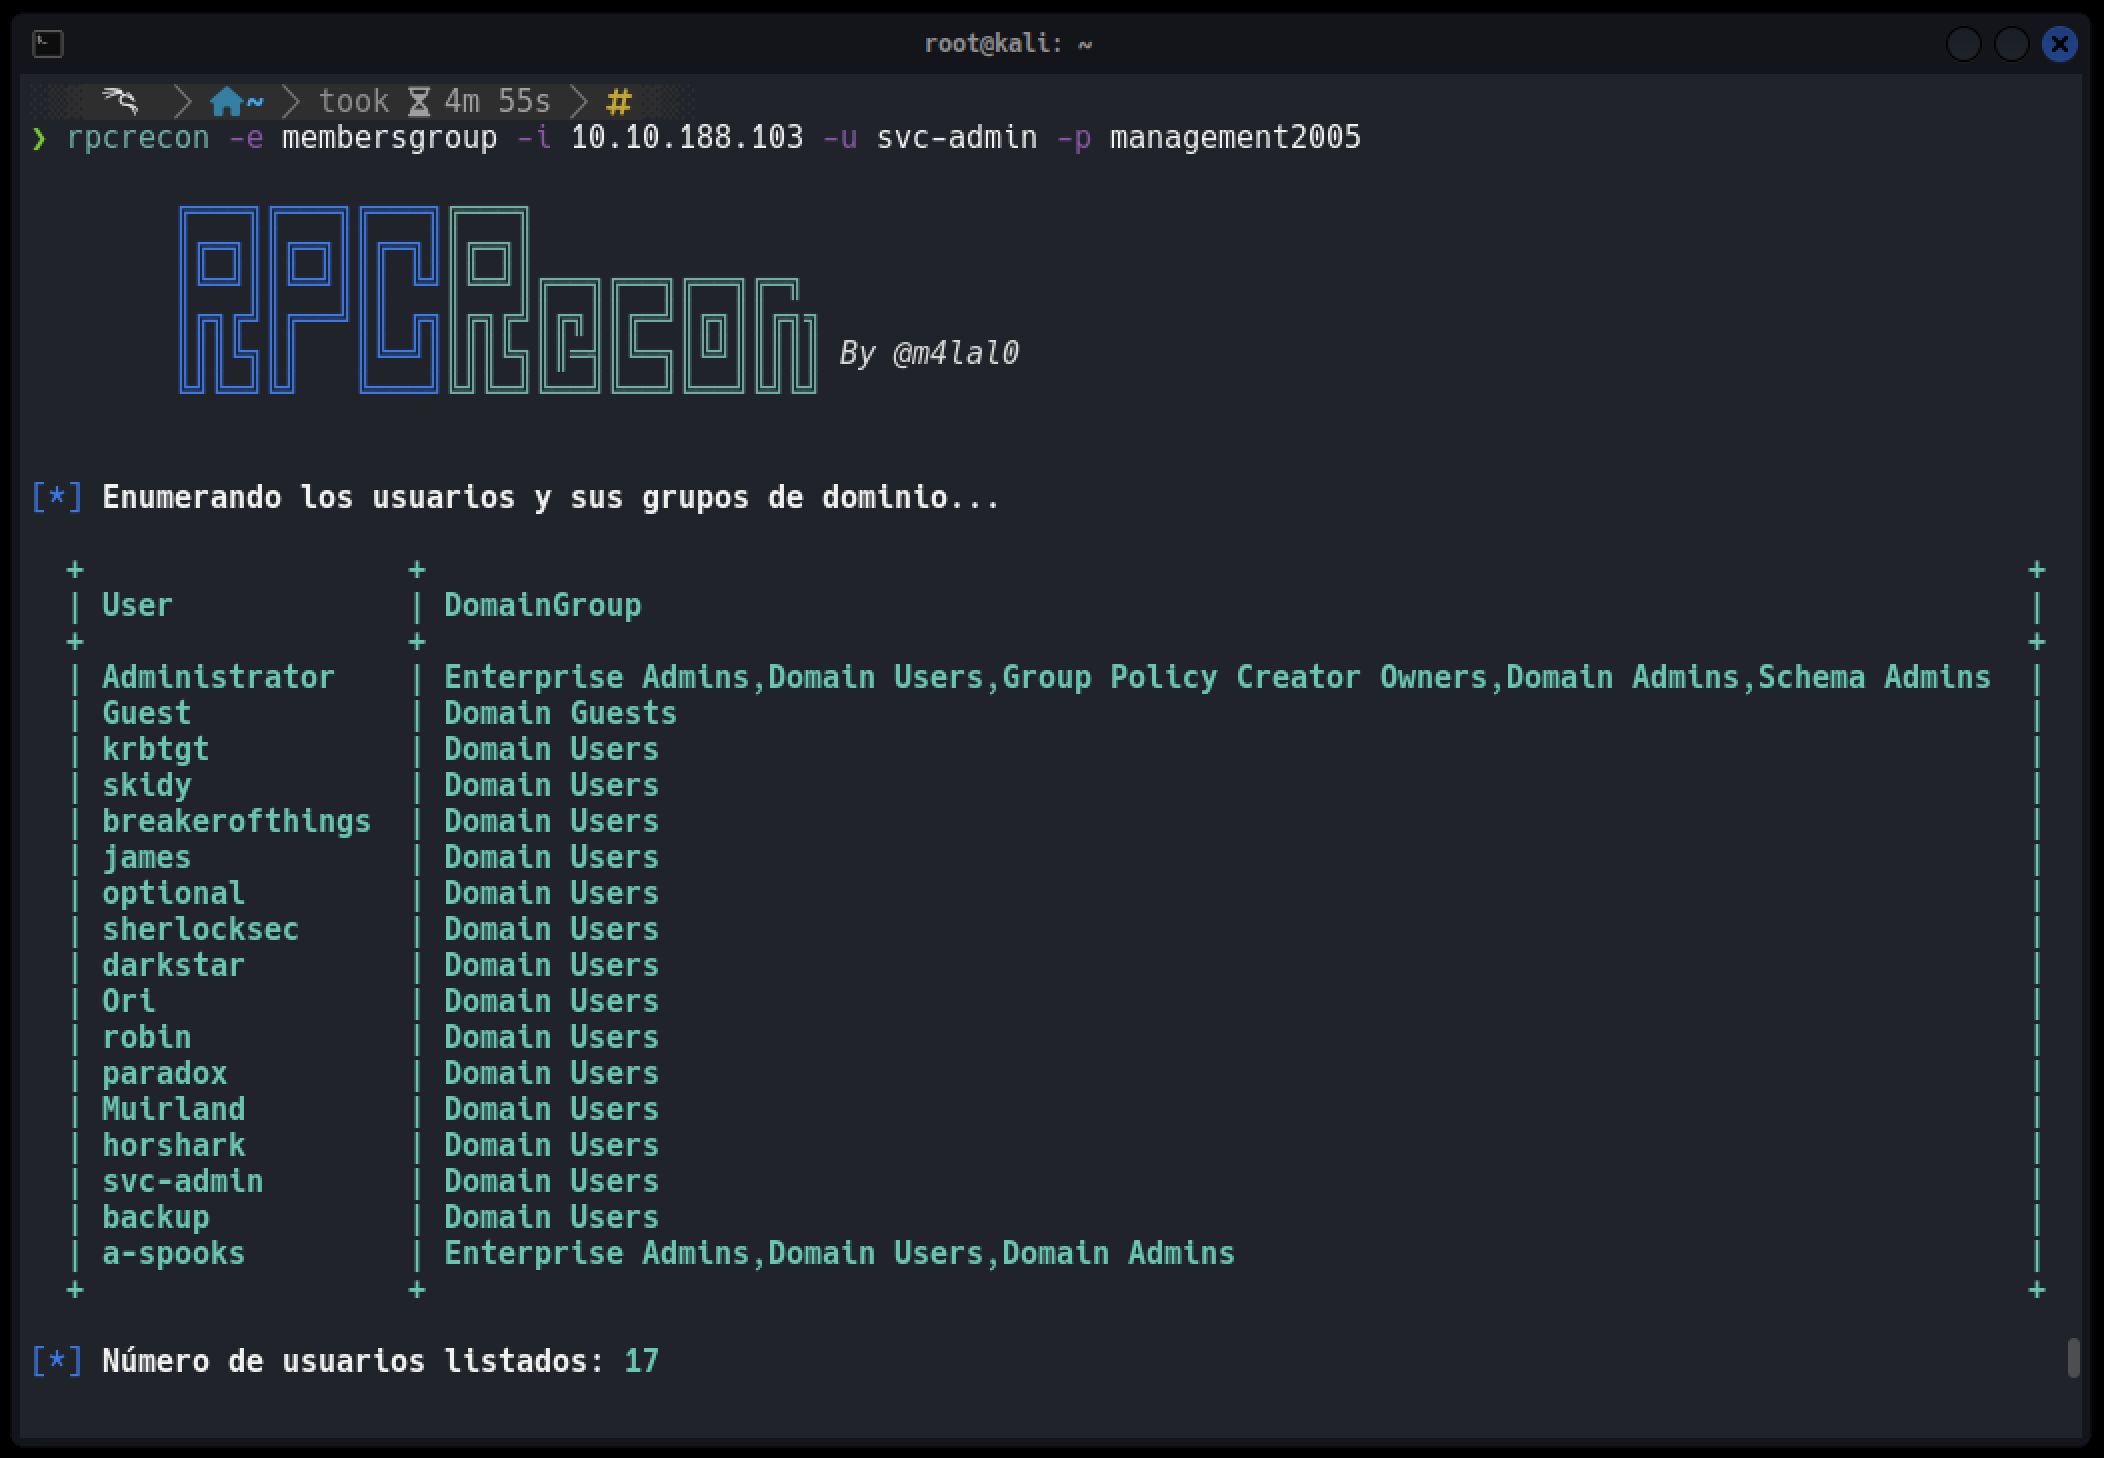 root@kali: ~
~ took 4m 55s #
❯ rpcrecon -e membersgroup -i 10.10.188.103 -u svc-admin -p management2005
RPCRecon By @m4lal0
[*] Enumerando los usuarios y sus grupos de dominio...
+ + +
| User | DomainGroup |
+ + +
| Administrator | Enterprise Admins,Domain Users,Group Policy Creator Owners,Domain Admins,Schema Admins |
| Guest | Domain Guests |
| krbtgt | Domain Users |
| skidy | Domain Users |
| breakerofthings | Domain Users |
| james | Domain Users |
| optional | Domain Users |
| sherlocksec | Domain Users |
| darkstar | Domain Users |
| Ori | Domain Users |
| robin | Domain Users |
| paradox | Domain Users |
| Muirland | Domain Users |
| horshark | Domain Users |
| svc-admin | Domain Users |
| backup | Domain Users |
| a-spooks | Enterprise Admins,Domain Users,Domain Admins |
+ + +
[*] Número de usuarios listados: 17